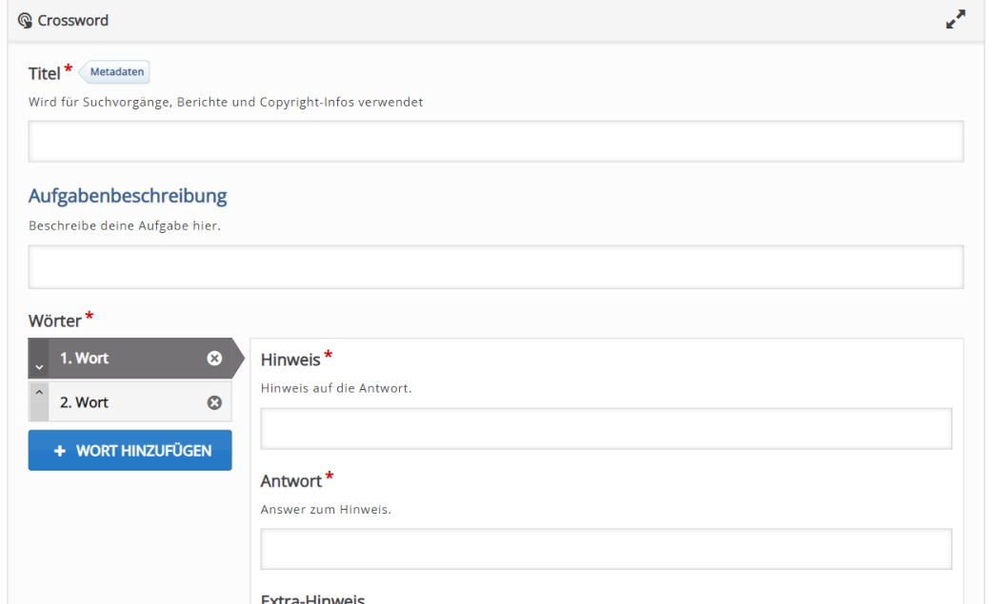 Crossword
Titel * Metadaten
Wird für Suchvorgänge, Berichte und Copyright-Infos verwendet
Aufgabenbeschreibung
Beschreibe deine Aufgabe hier.
Wörter *
1. Wort
2. Wort
+ WORT HINZUFÜGEN
Hinweis *
Hinweis auf die Antwort.
Antwort *
Answer zum Hinweis.
Extra-Hinweis